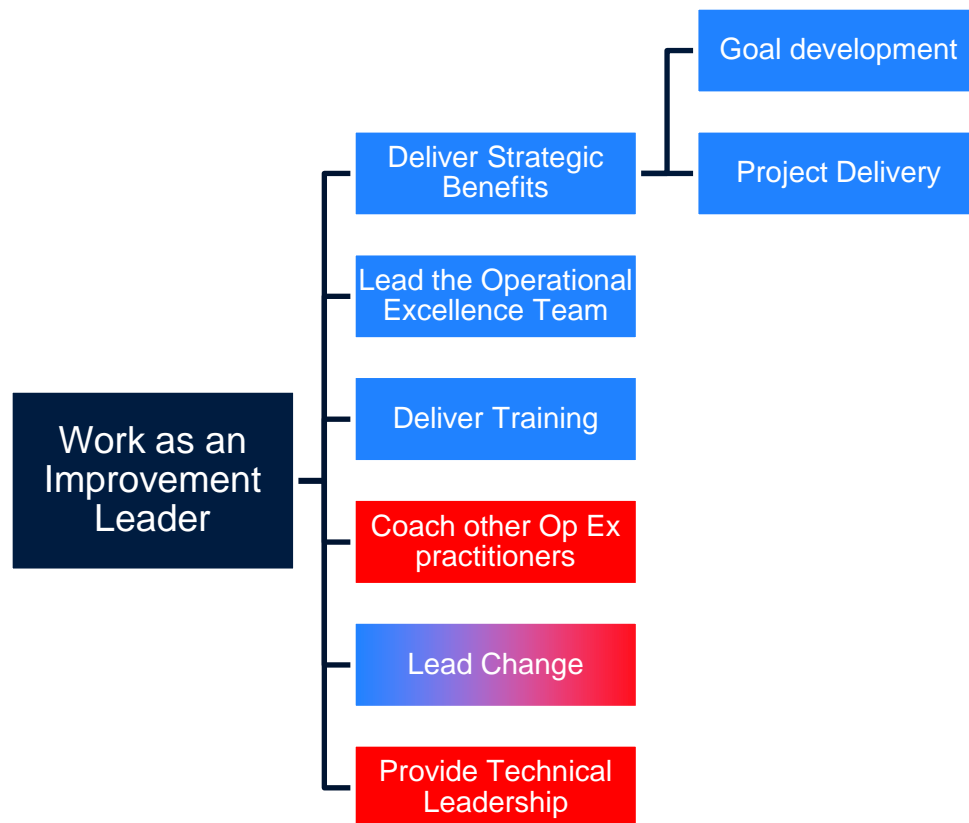 Goal development
Deliver Strategic
Benefits
Project Delivery
Lead the Operational
Excellence Team
Deliver Training
Work as an
Improvement
Leader
Coach other Op Ex
practitioners
Lead Change
Provide Technical
Leadership